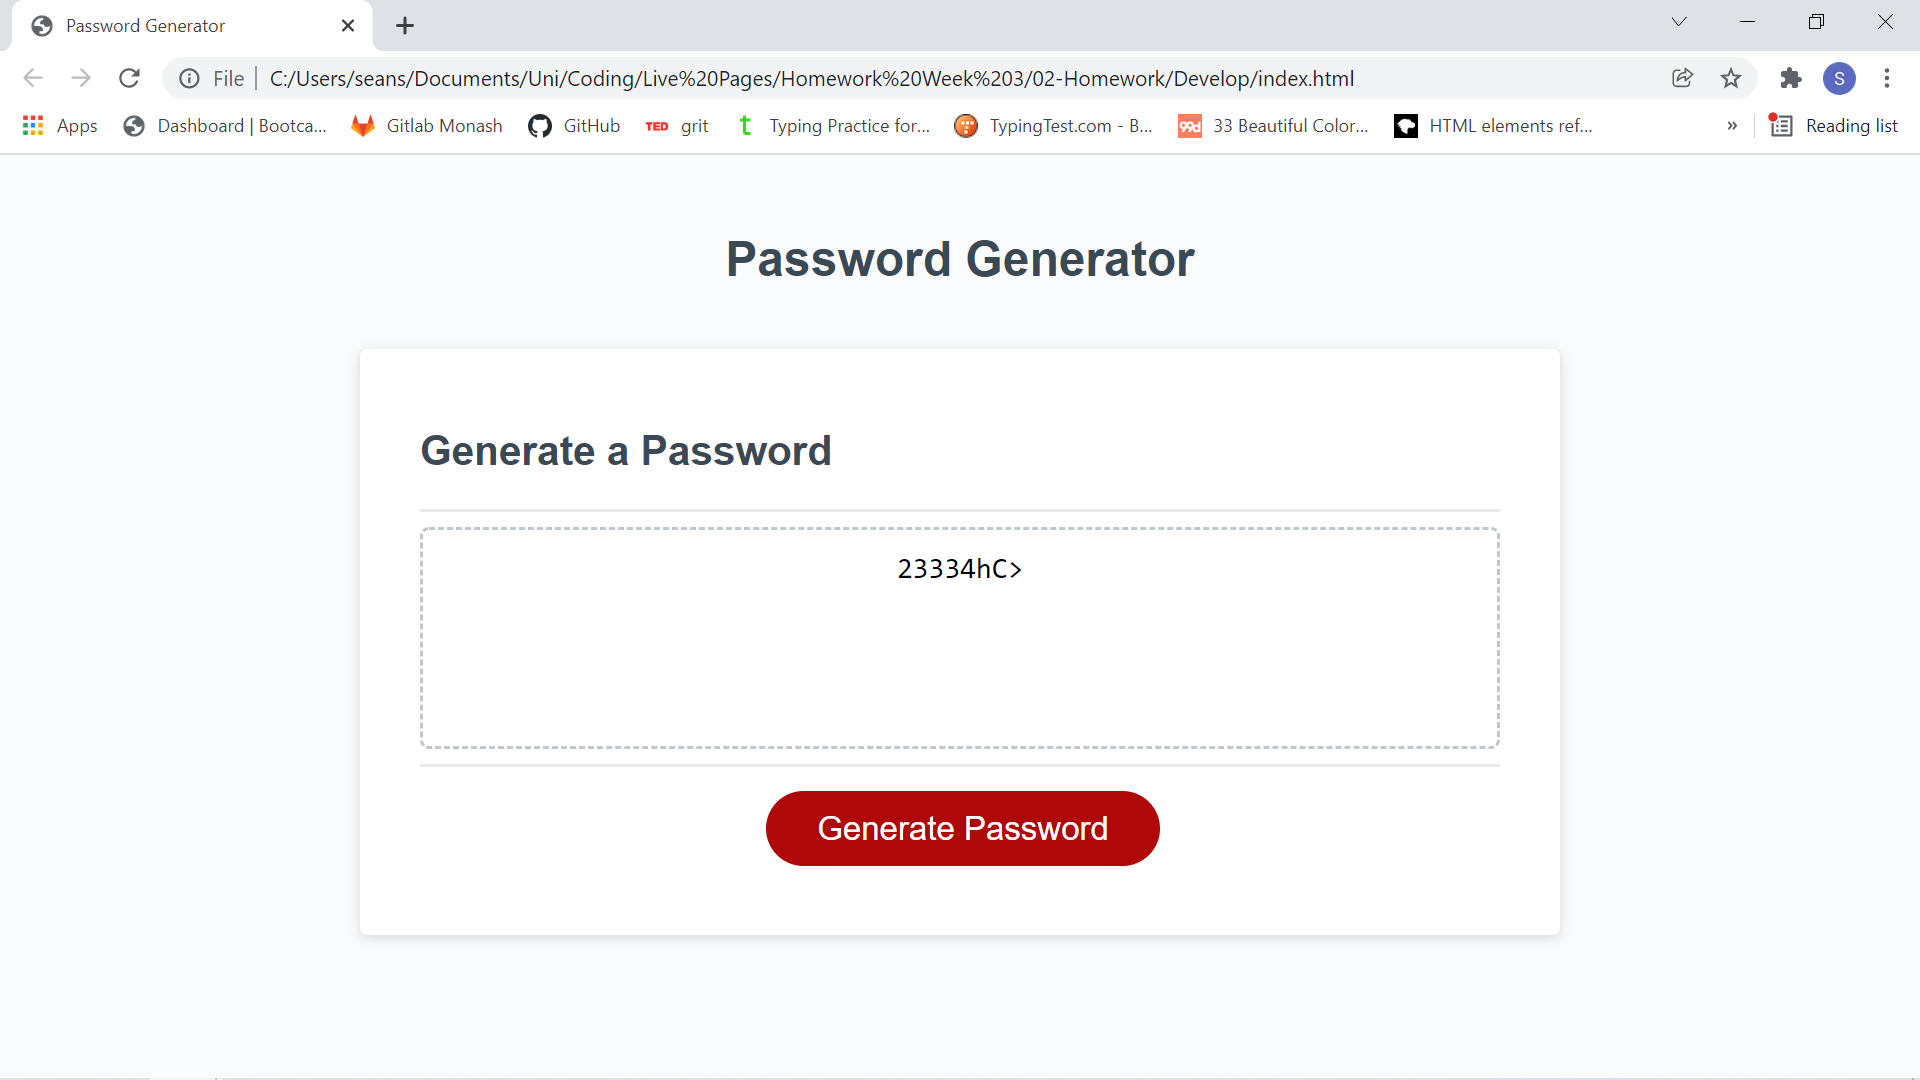 Password Generator
File
C:/Users/seans/Documents/Uni/Coding/Live%20Pages/Homework%20Week%203/02-Homework/Develop/index.html
S
Apps
Dashboard | Bootca...
Gitlab Monash
GitHub
TED grit
t Typing Practice for...
TypingTest.com - B...
99d 33 Beautiful Color...
HTML elements ref...
»
Reading list
Password Generator
Generate a Password
23334hC>
Generate Password